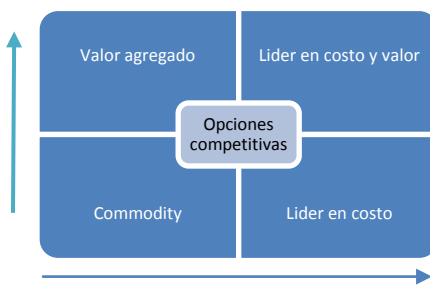 Valor agregado
Lider en costo y valor
Opciones
competitivas
Commodity
Lider en costo